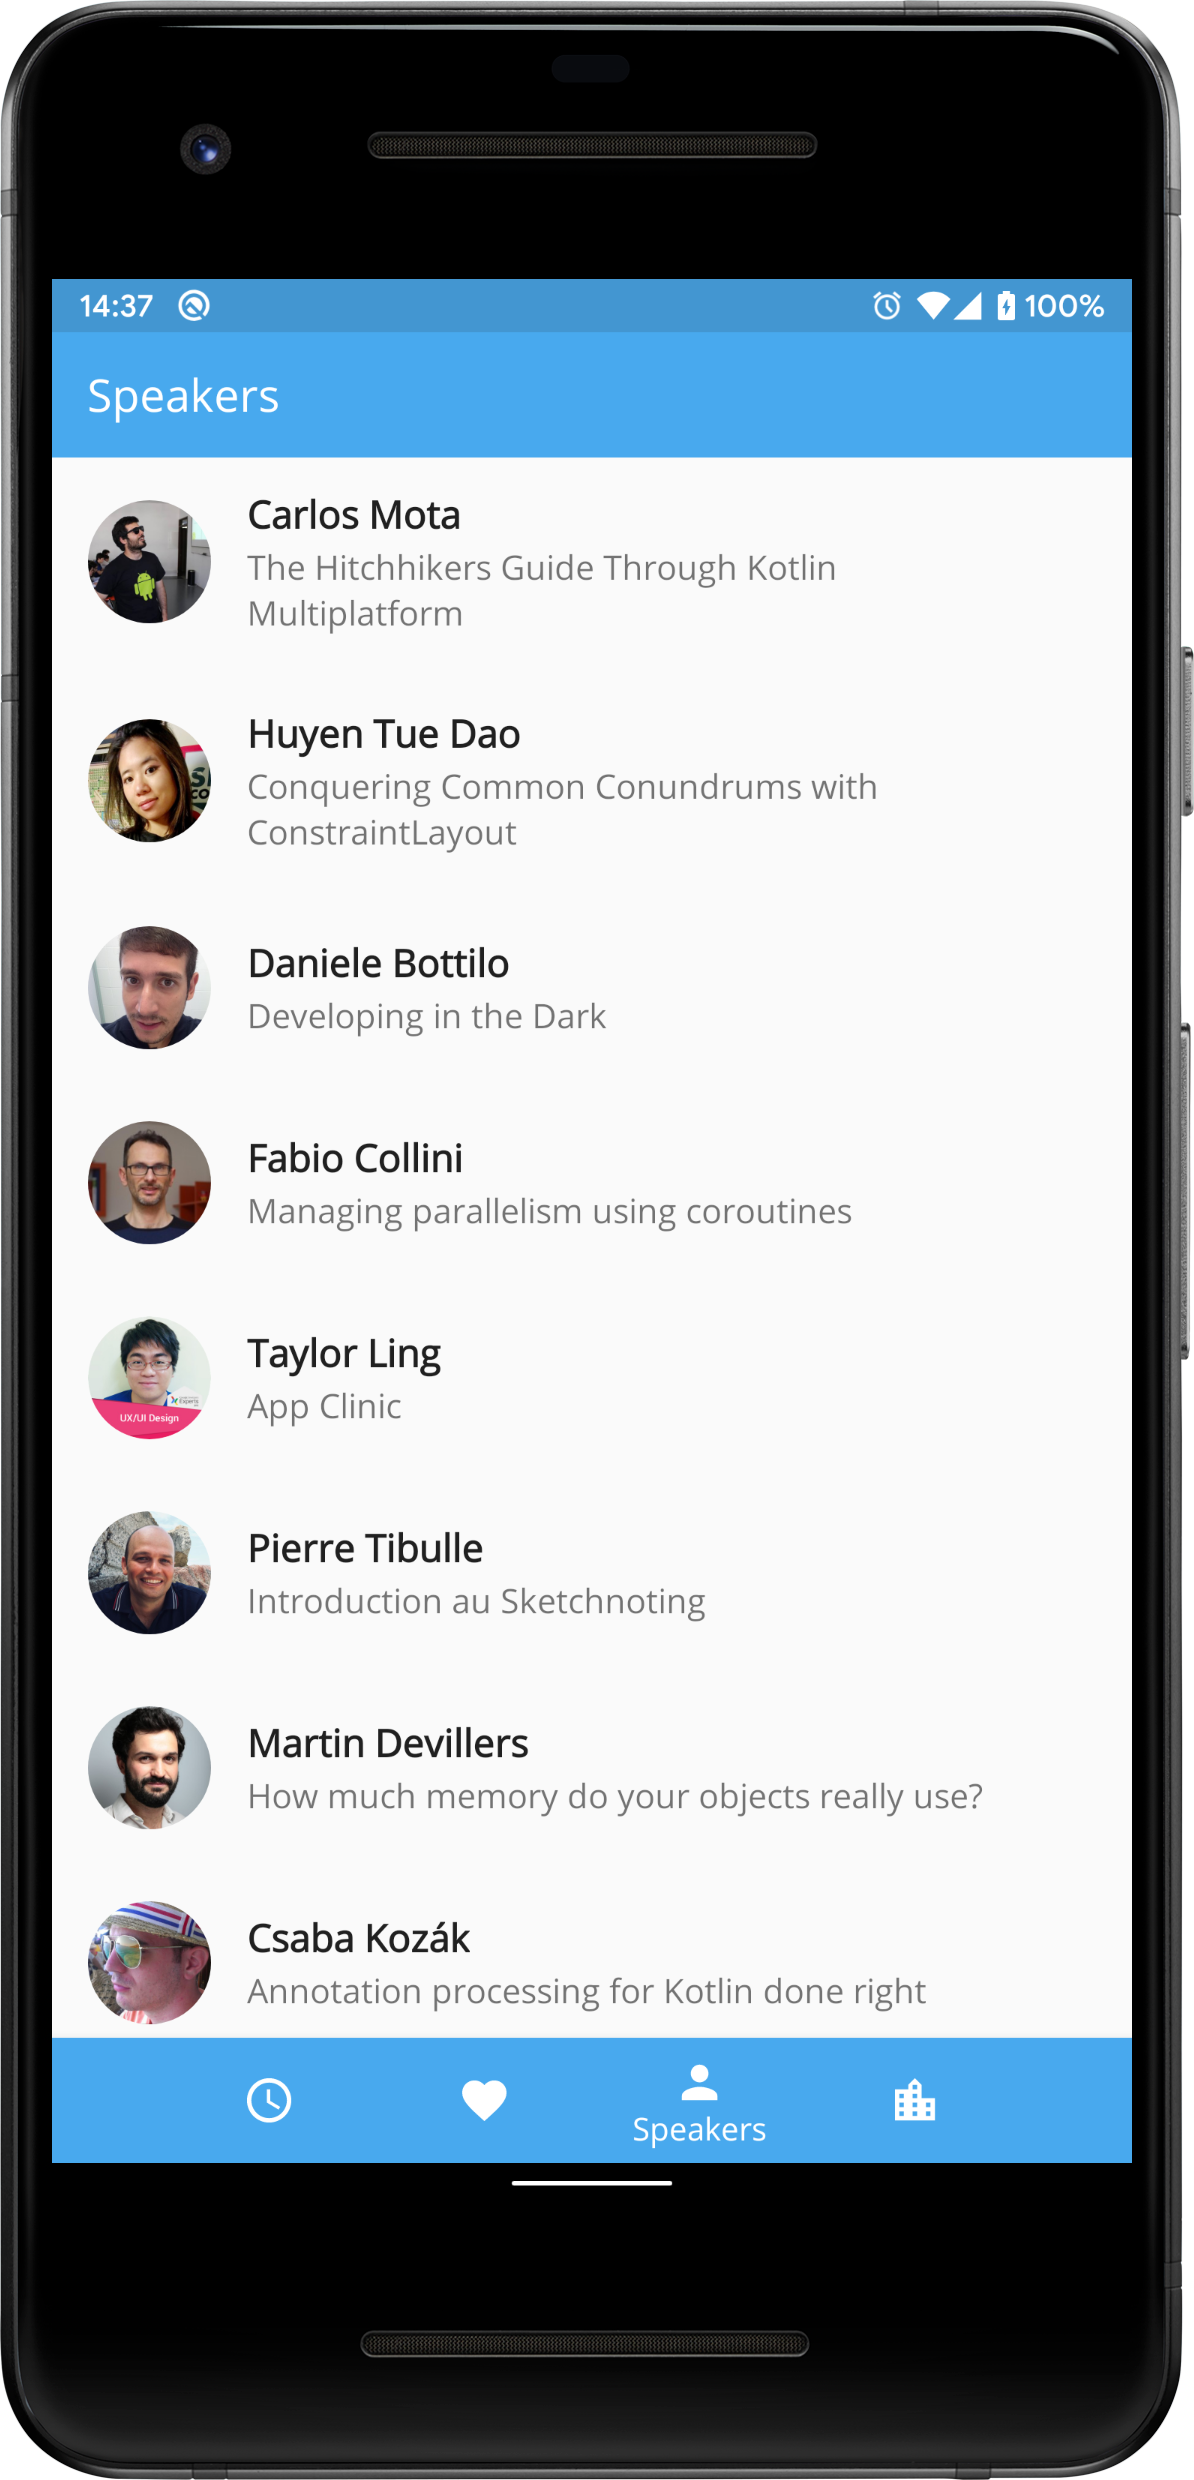 14:37
100%
Speakers
Carlos Mota
The Hitchhikers Guide Through Kotlin
Multiplatform
Huyen Tue Dao
Conquering Common Conundrums with
ConstraintLayout
Daniele Bottilo
Developing in the Dark
Fabio Collini
Managing parallelism using coroutines
Taylor Ling
App Clinic
Experts
UX/UI Design
Pierre Tibulle
Introduction au Sketchnoting
Martin Devillers
How much memory do your objects really use?
Csaba Kozák
Annotation processing for Kotlin done right
Speakers